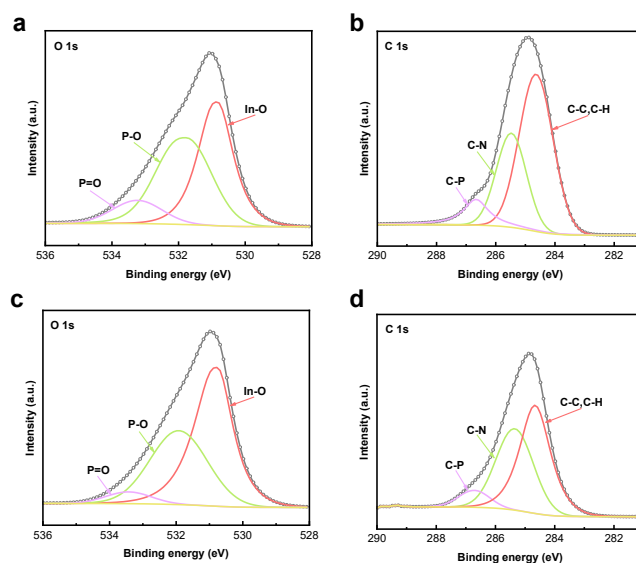 a
O 1s
In-O
P-O
P=O
Intensity (a.u.)
536 534 532 530 528
Binding energy (eV)
b
C 1s
C-C,C-H
C-N
C-P
Intensity (a.u.)
290 288 286 284 282
Binding energy (eV)
c
O 1s
In-O
P-O
P=O
Intensity (a.u.)
536 534 532 530 528
Binding energy (eV)
d
C 1s
C-C,C-H
C-N
C-P
Intensity (a.u.)
290 288 286 284 282
Binding energy (eV)